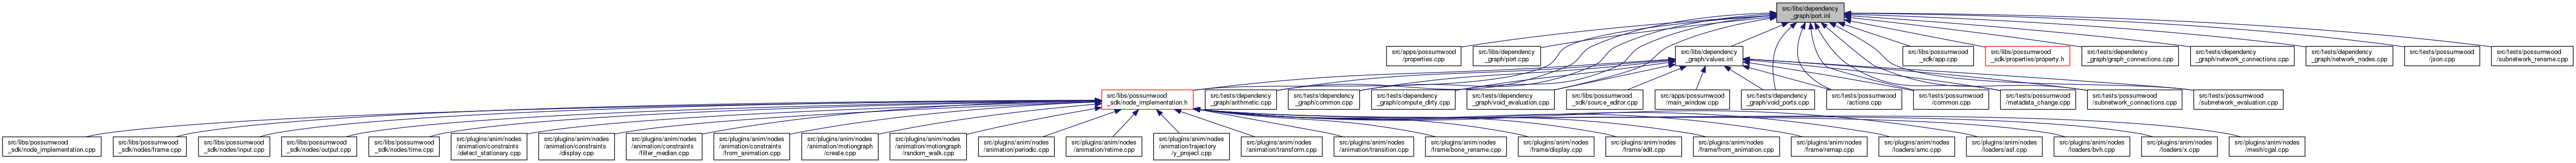 src/libs/dependency
_graph/port.inl
src/apps/possumwood
/properties.cpp
src/libs/dependency
_graph/port.cpp
src/libs/dependency
_graph/values.inl
src/libs/possumwood
_sdk/app.cpp
src/libs/possumwood
_sdk/properties/property.h
src/tests/dependency
_graph/graph_connections.cpp
src/tests/dependency
_graph/network_connections.cpp
src/tests/dependency
_graph/network_nodes.cpp
src/tests/possumwood
/json.cpp
src/tests/possumwood
/subnetwork_rename.cpp
src/libs/possumwood
_sdk/node_implementation.h
src/tests/dependency
_graph/arithmetic.cpp
src/tests/dependency
_graph/common.cpp
src/tests/dependency
_graph/compute_dirty.cpp
src/tests/dependency
_graph/void_evaluation.cpp
src/libs/possumwood
_sdk/source_editor.cpp
src/apps/possumwood
/main_window.cpp
src/tests/dependency
_graph/void_ports.cpp
src/tests/possumwood
/actions.cpp
src/tests/possumwood
/common.cpp
src/tests/possumwood
/metadata_change.cpp
src/tests/possumwood
/subnetwork_connections.cpp
src/tests/possumwood
/subnetwork_evaluation.cpp
src/libs/possumwood
_sdk/node_implementation.cpp
src/libs/possumwood
_sdk/nodes/frame.cpp
src/libs/possumwood
_sdk/nodes/input.cpp
src/libs/possumwood
_sdk/nodes/output.cpp
src/libs/possumwood
_sdk/nodes/time.cpp
src/plugins/anim/nodes
/animation/constraints
/detect_stationary.cpp
src/plugins/anim/nodes
/animation/constraints
/display.cpp
src/plugins/anim/nodes
/animation/constraints
/filter_median.cpp
src/plugins/anim/nodes
/animation/constraints
/from_animation.cpp
src/plugins/anim/nodes
/animation/motiongraph
/create.cpp
src/plugins/anim/nodes
/animation/motiongraph
/random_walk.cpp
src/plugins/anim/nodes
/animation/periodic.cpp
src/plugins/anim/nodes
/animation/retime.cpp
src/plugins/anim/nodes
/animation/trajectory
/y_project.cpp
src/plugins/anim/nodes
/animation/transform.cpp
src/plugins/anim/nodes
/animation/transition.cpp
src/plugins/anim/nodes
/frame/bone_rename.cpp
src/plugins/anim/nodes
/frame/display.cpp
src/plugins/anim/nodes
/frame/edit.cpp
src/plugins/anim/nodes
/frame/from_animation.cpp
src/plugins/anim/nodes
/frame/remap.cpp
src/plugins/anim/nodes
/loaders/amc.cpp
src/plugins/anim/nodes
/loaders/asf.cpp
src/plugins/anim/nodes
/loaders/bvh.cpp
src/plugins/anim/nodes
/loaders/x.cpp
src/plugins/anim/nodes
/mesh/cgal.cpp